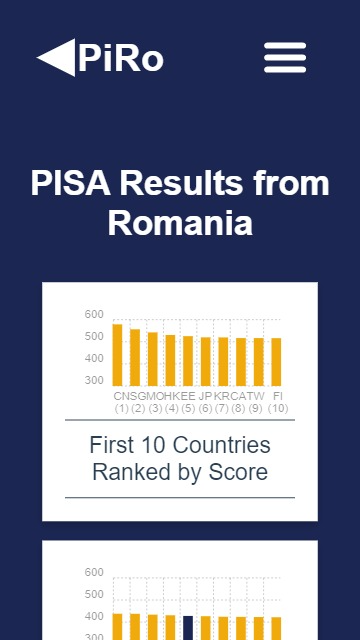 PiRo
PISA Results from
Romania
600
500
400
300
CN SG MO HK EE JP KR CA TW FI
(1) (2) (3) (4) (5) (6) (7) (8) (9) (10)
First 10 Countries
Ranked by Score
600
500
400
300